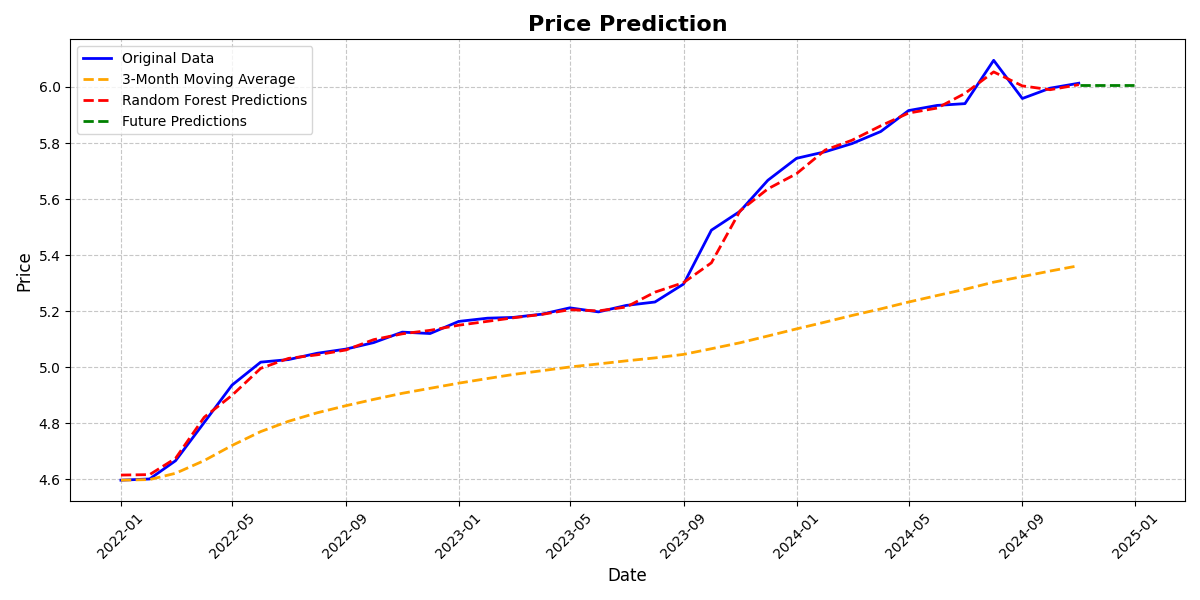 Price Prediction
Original Data
3-Month Moving Average
Random Forest Predictions
Future Predictions
Price
6.0
5.8
5.6
5.4
5.2
5.0
4.8
4.6
2022-01
2022-05
2022-09
2023-01
2023-05
2023-09
2024-01
2024-05
2024-09
2025-01
Date